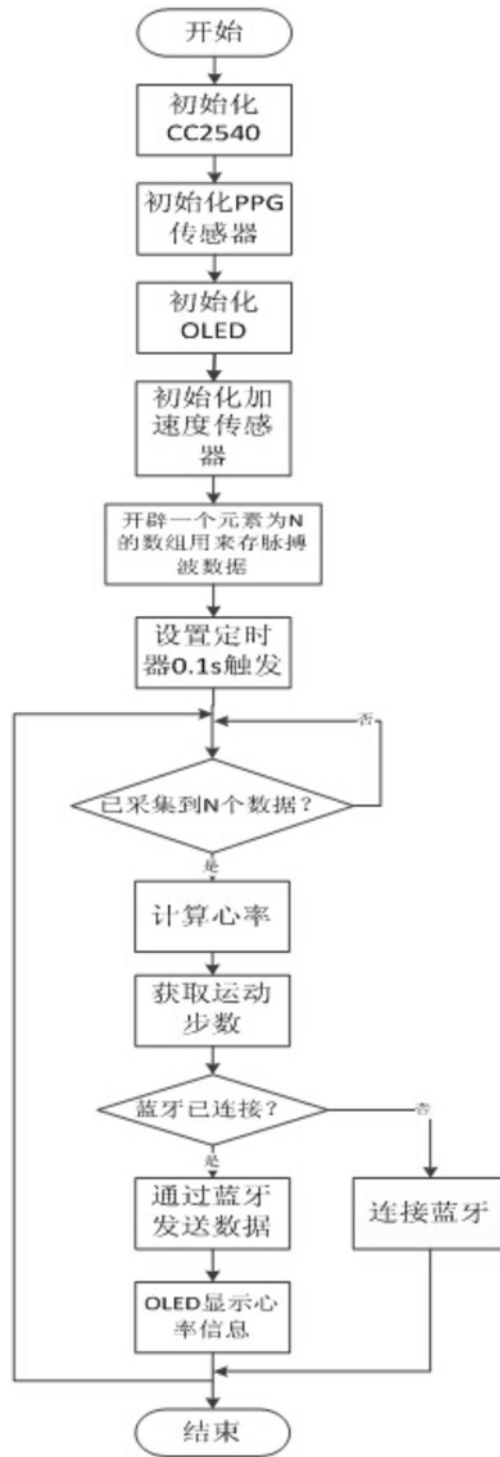 开始
初始化
CC2540
初始化PPG
传感器
初始化
OLED
初始化加
速度传感
器
开辟一个元素为N
的数组用来存脉搏
波数据
设置定时
器0.1s触发
否
已采集到N个数据？
是
计算心率
获取运动
步数
蓝牙已连接？
否
是
通过蓝牙
发送数据
连接蓝牙
OLED显示心
率信息
结束